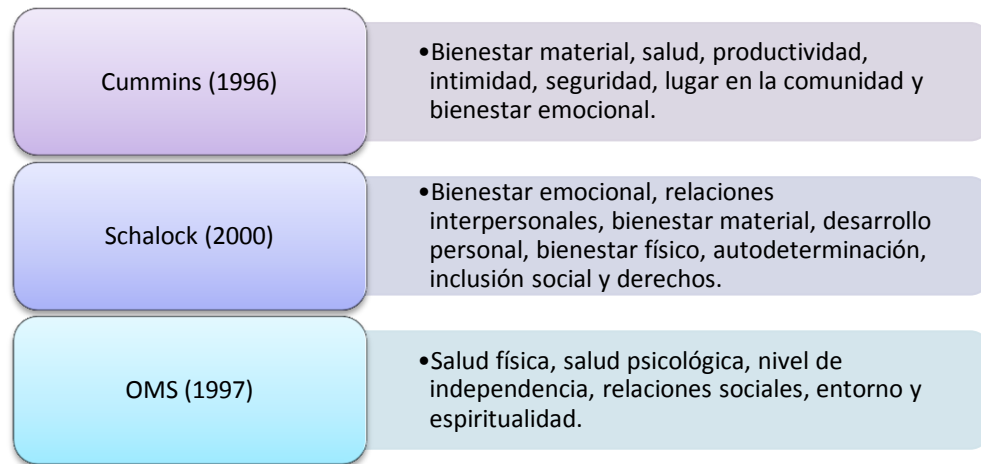 Cummins (1996)
•Bienestar material, salud, productividad,
intimidad, seguridad, lugar en la comunidad y
bienestar emocional.
Schalock (2000)
•Bienestar emocional, relaciones
interpersonales, bienestar material, desarrollo
personal, bienestar físico, autodeterminación,
inclusión social y derechos.
OMS (1997)
•Salud física, salud psicológica, nivel de
independencia, relaciones sociales, entorno y
espiritualidad.